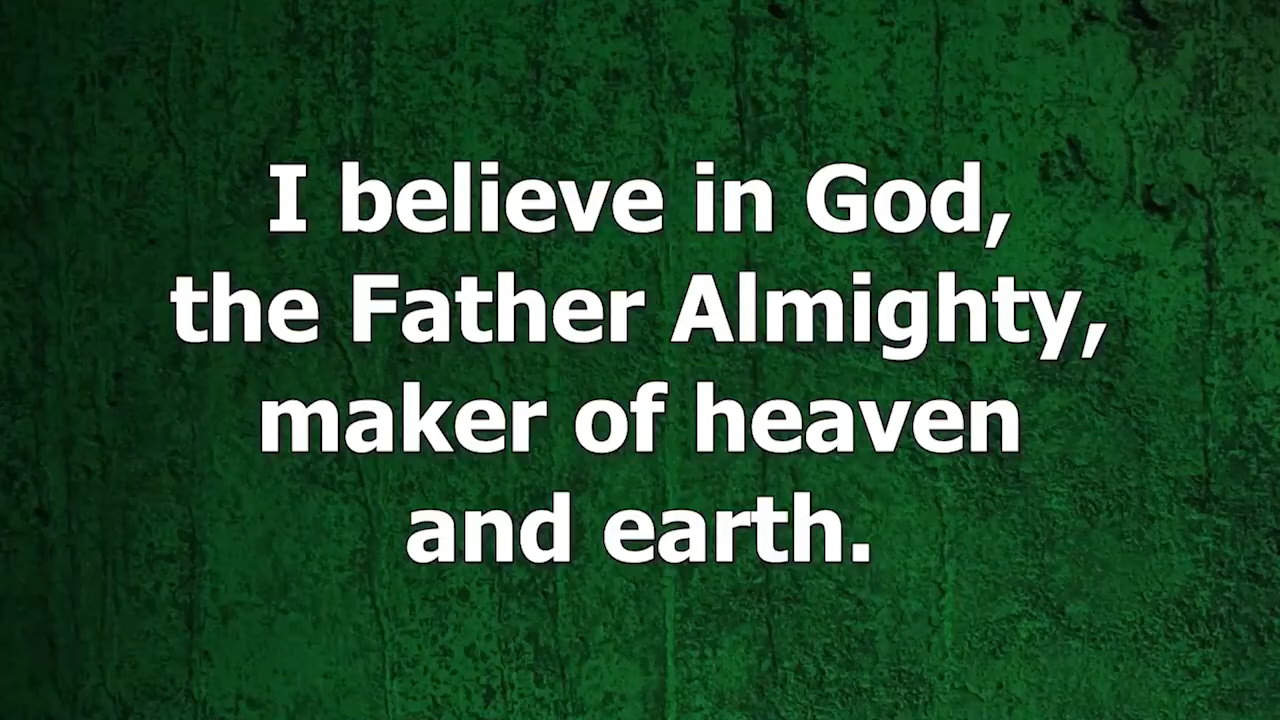 I believe in God,
the Father Almighty,
maker of heaven
and earth.